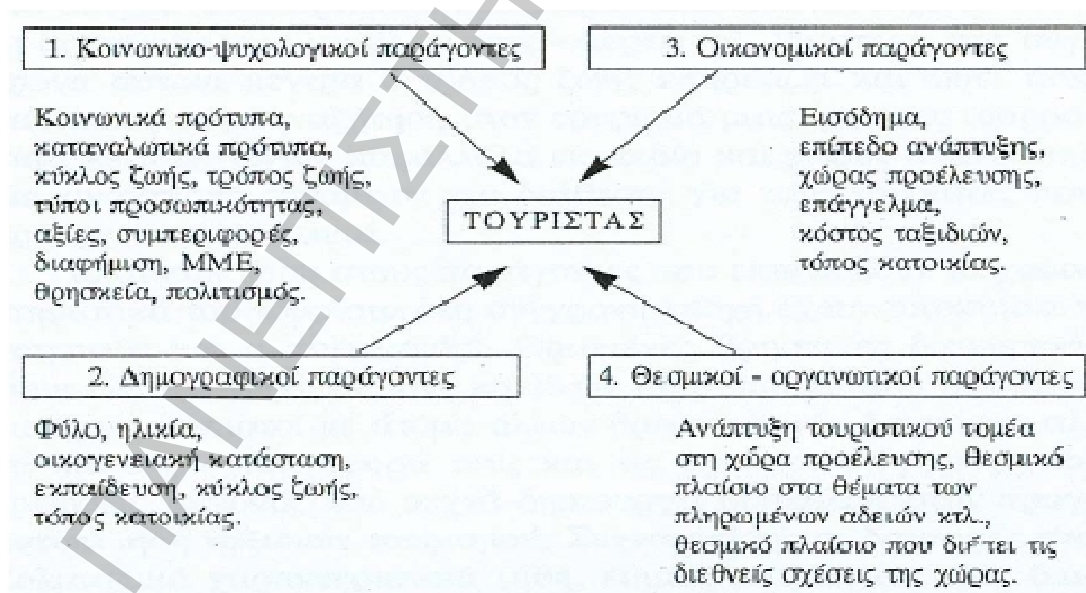 1. Κοινωνικο-ψυχολογικοί παράγοντες
Κοινωνικά πρότυπα,
καταναλωτικά πρότυπα,
κύκλος ζωής, τρόπος ζωής,
τύποι προσωπικότητας,
αξίες, συμπεριφορές,
διαφήμιση, ΜΜΕ,
θρησκεία, πολιτισμός.
3. Οικονομικοί παράγοντες
Εισόδημα,
επίπεδο ανάπτυξης,
χώρας προέλευσης,
επάγγελμα,
κόστος ταξιδιών,
τόπος κατοικίας.
ΤΟΥΡΙΣΤΑΣ
2. Δημογραφικοί παράγοντες
Φύλο, ηλικία,
οικογενειακή κατάσταση,
εκπαίδευση, κύκλος ζωής,
τόπος κατοικίας.
4. Θεσμικοί - οργανωτικοί παράγοντες
Ανάπτυξη τουριστικού τομέα
στη χώρα προέλευσης, θεσμικό
πλαίσιο στα θέματα των
πληρωμένων αδειών κτλ.,
θεσμικό πλαίσιο που τις
διεθνείς σχέσεις της χώρας.
ΠΑΝΕΠΙΣΤΗ